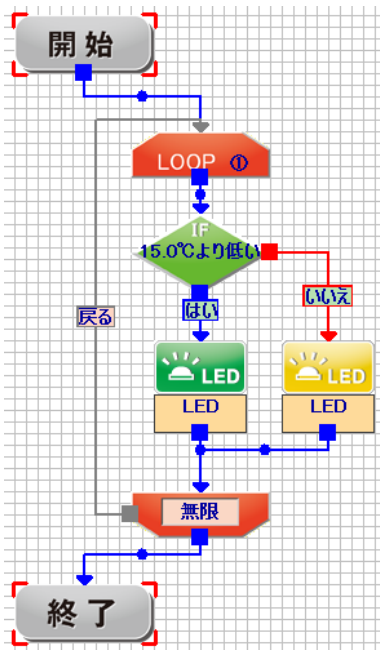 開始
LOOP ①
IF
15.0℃より低い
はい
いいえ
戻る
LED
LED
LED
LED
無限
終了